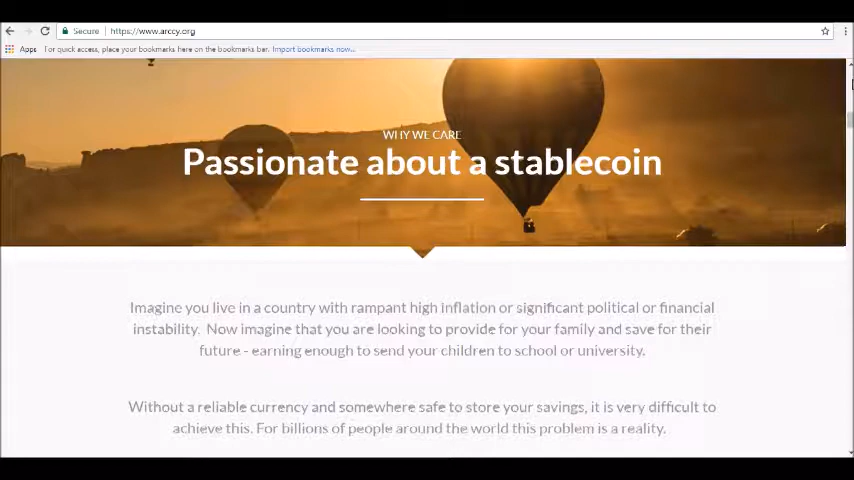 Secure https://www.arccy.org
Apps For quick access, place your bookmarks here on the bookmarks bar. Import bookmarks now...
WHY WE CARE
Passionate about a stablecoin
Imagine you live in a country with rampant high inflation or significant political or financial
instability. Now imagine that you are looking to provide for your family and save for their
future - earning enough to send your children to school or university.
Without a reliable currency and somewhere safe to store your savings, it is very difficult to
achieve this. For billions of people around the world this problem is a reality.